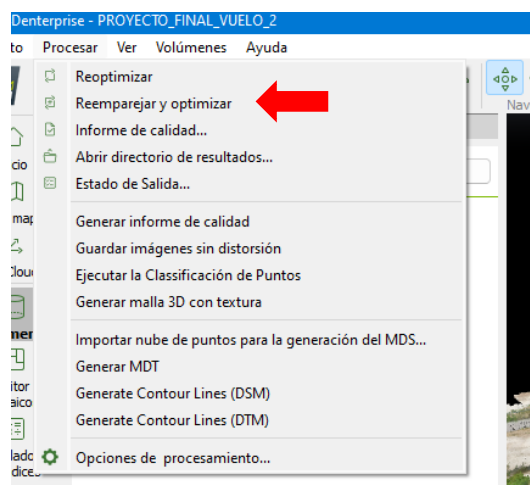 Denterprise - PROYECTO_FINAL_VUELO_2
to Procesar Ver Volúmenes Ayuda
Reoptimizar
Reemparejar y optimizar
Nav
Informe de calidad...
Abrir directorio de resultados...
cio
Estado de Salida...
map
Generar informe de calidad
Guardar imágenes sin distorsión
Clou
Ejecutar la Classificación de Puntos
Generar malla 3D con textura
mer
Importar nube de puntos para la generación del MDS...
Generar MDT
itor
Generate Contour Lines (DSM)
aico
Generate Contour Lines (DTM)
lado
Opciones de procesamiento...
dices